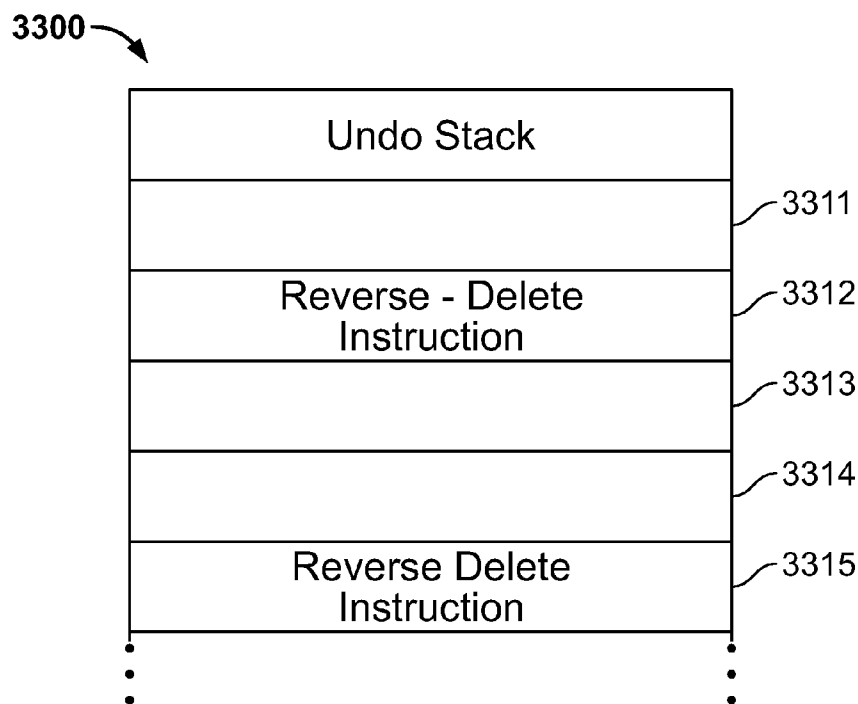 3300
Undo Stack
3311
Reverse - Delete
Instruction
3312
3313
3314
Reverse Delete
Instruction
3315